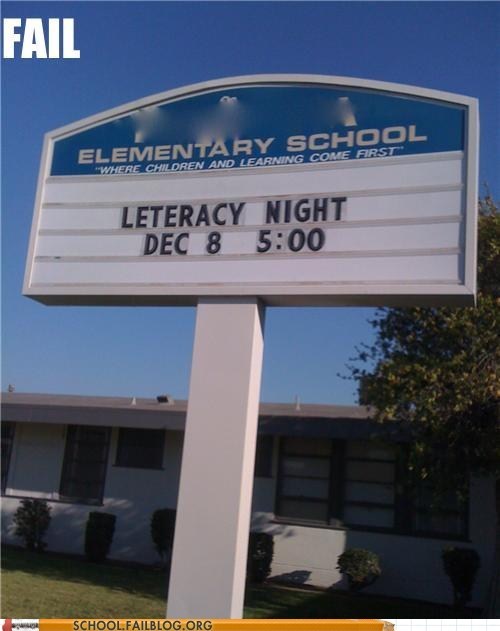 FAIL
ELEMENTARY SCHOOL
"WHERE CHILDREN AND LEARNING COME FIRST"
LETERACY NIGHT
DEC 8 5:00
SCHOOL.FAILBLOG.ORG